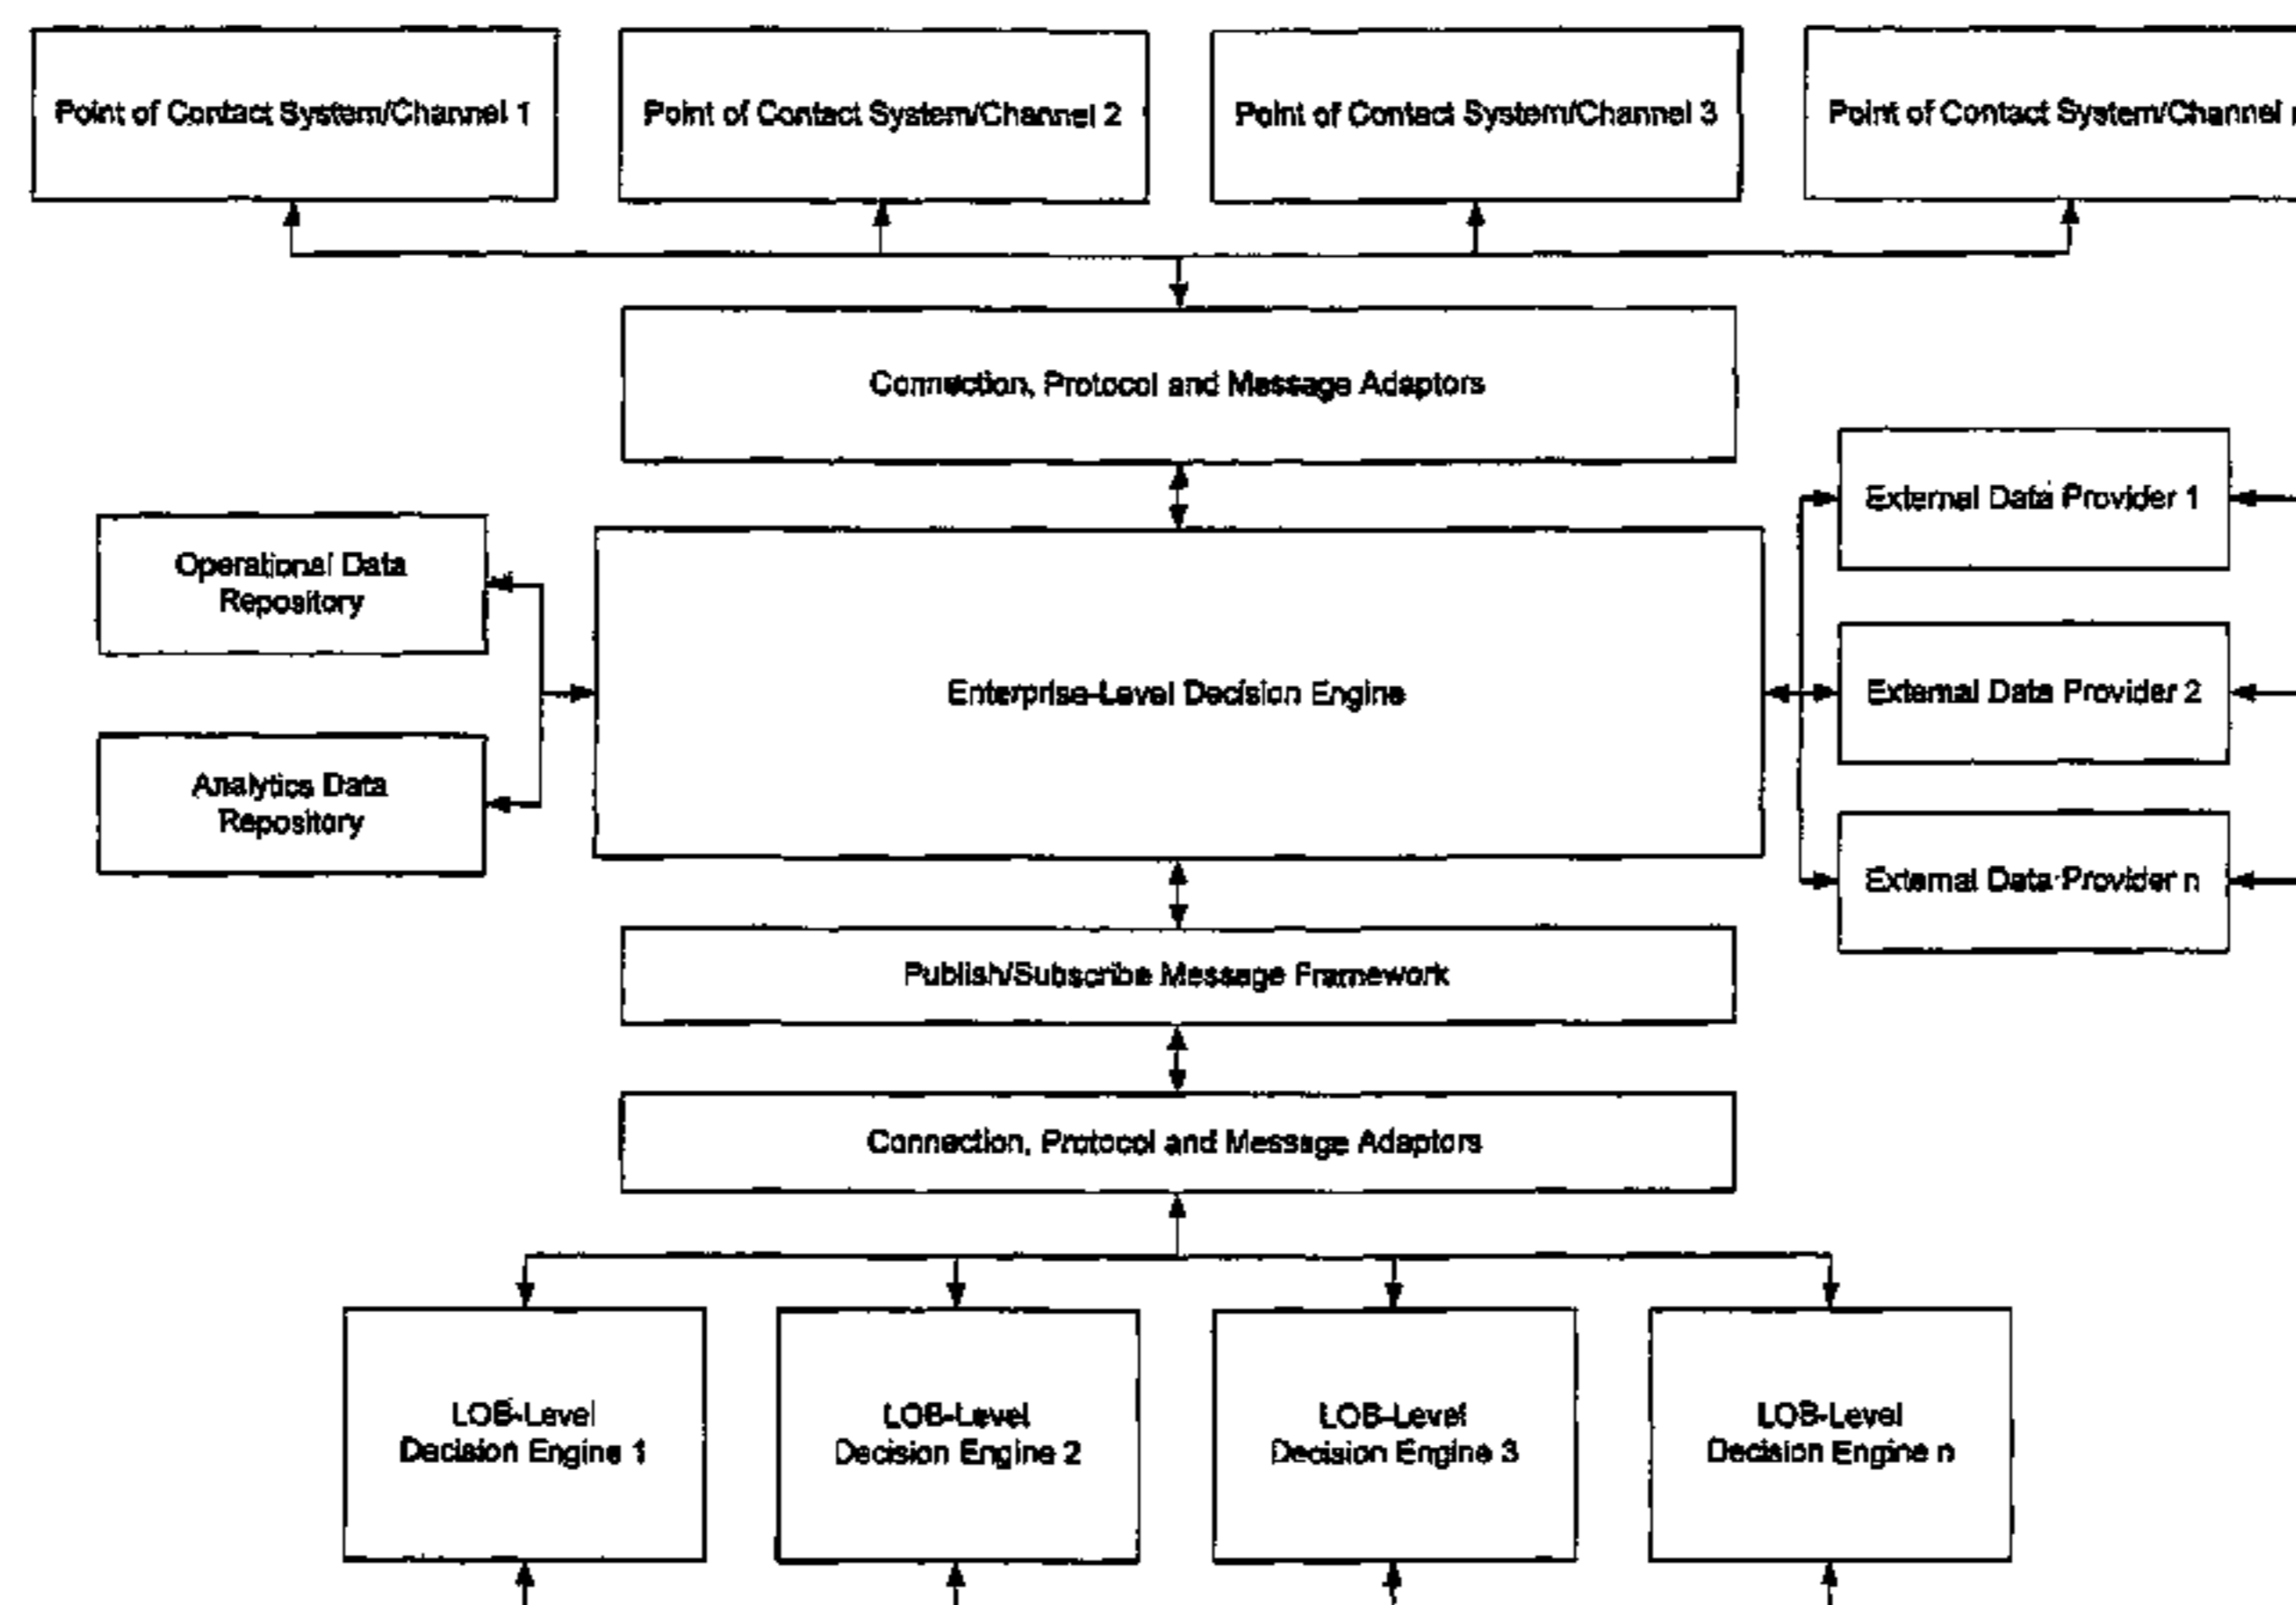 Point of Contact System/Channel 1
Point of Contact System/Channel 2
Point of Contact System/Channel 3
Point of Contact System/Channel
Connection, Protocol and Message Adaptors
External Data Provider 1
Operational Data
Repository
Enterprise-Level Decision Engine
External Data Provider 2
Analytics Data
Repository
External Data Provider n
Publish/Subscribe Message Framework
Connection, Protocol and Message Adaptors
LOB-Level
Decision Engine 1
LOB-Level
Decision Engine 2
LOB-Level
Decision Engine 3
LOB-Level
Decision Engine n